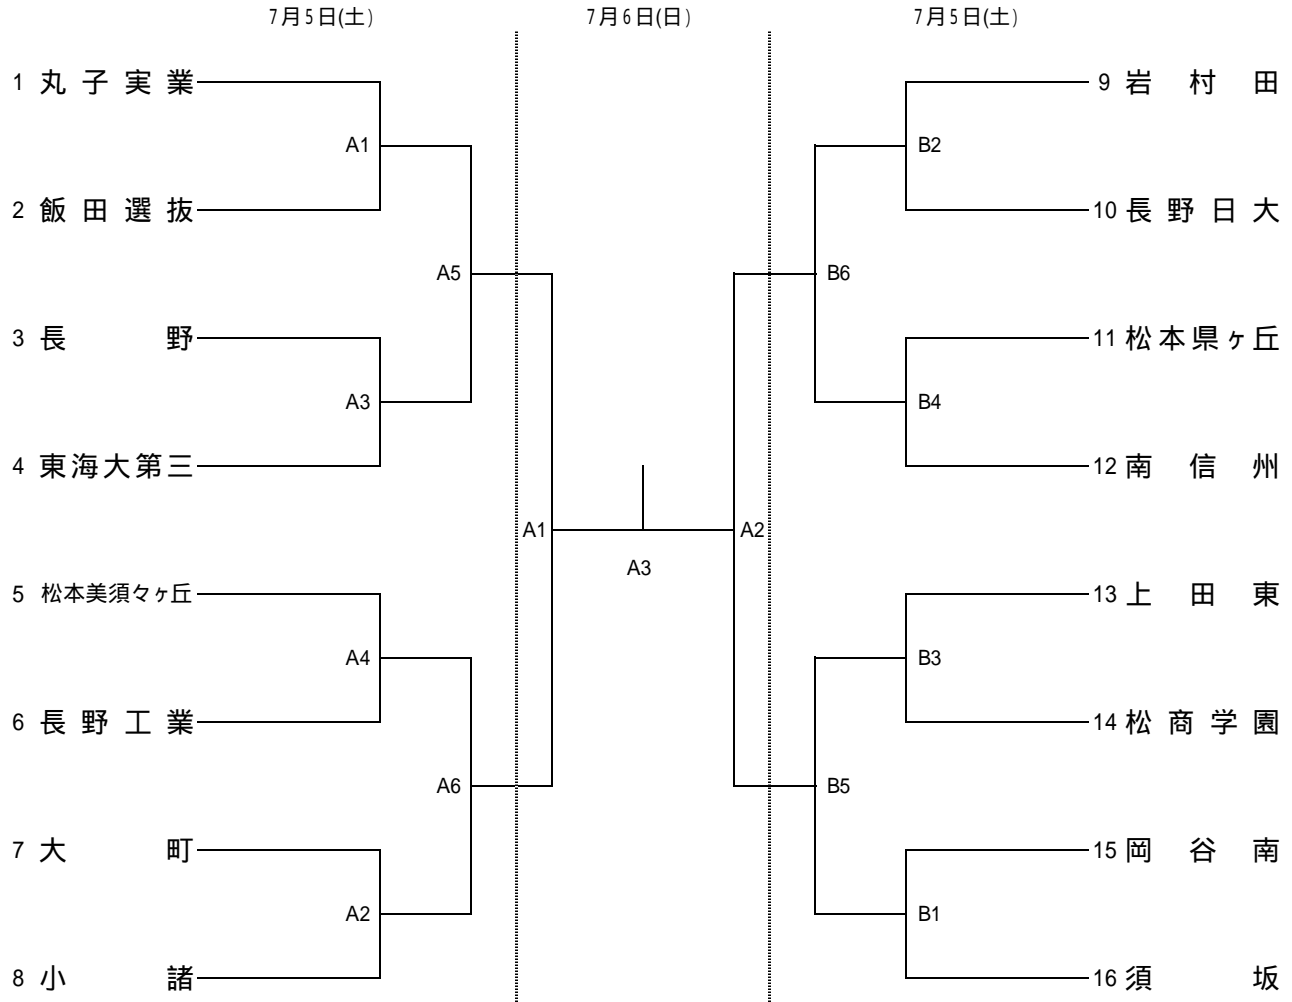 7月5日(土) 7月6日(日) 7月5日(土)
1 丸子実業 9 岩村田
A1 B2
2 飯田選抜 10 長野日大
A5 B6
3 長野 11 松本県ヶ丘
A3 B4
4 東海大第三 12 南信州
A1 A2
A3
5 松本美須々ヶ丘 13 上田東
A4 B3
6 長野工業 14 松商学園
A6 B5
7 大町 15 岡谷南
A2 B1
8 小諸 16 須坂